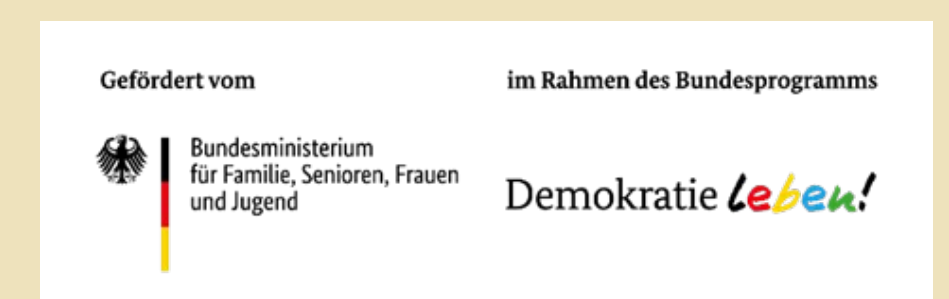 Gefördert vom
im Rahmen des Bundesprogramms
Bundesministerium
für Familie, Senioren, Frauen
und Jugend
Demokratie leben!